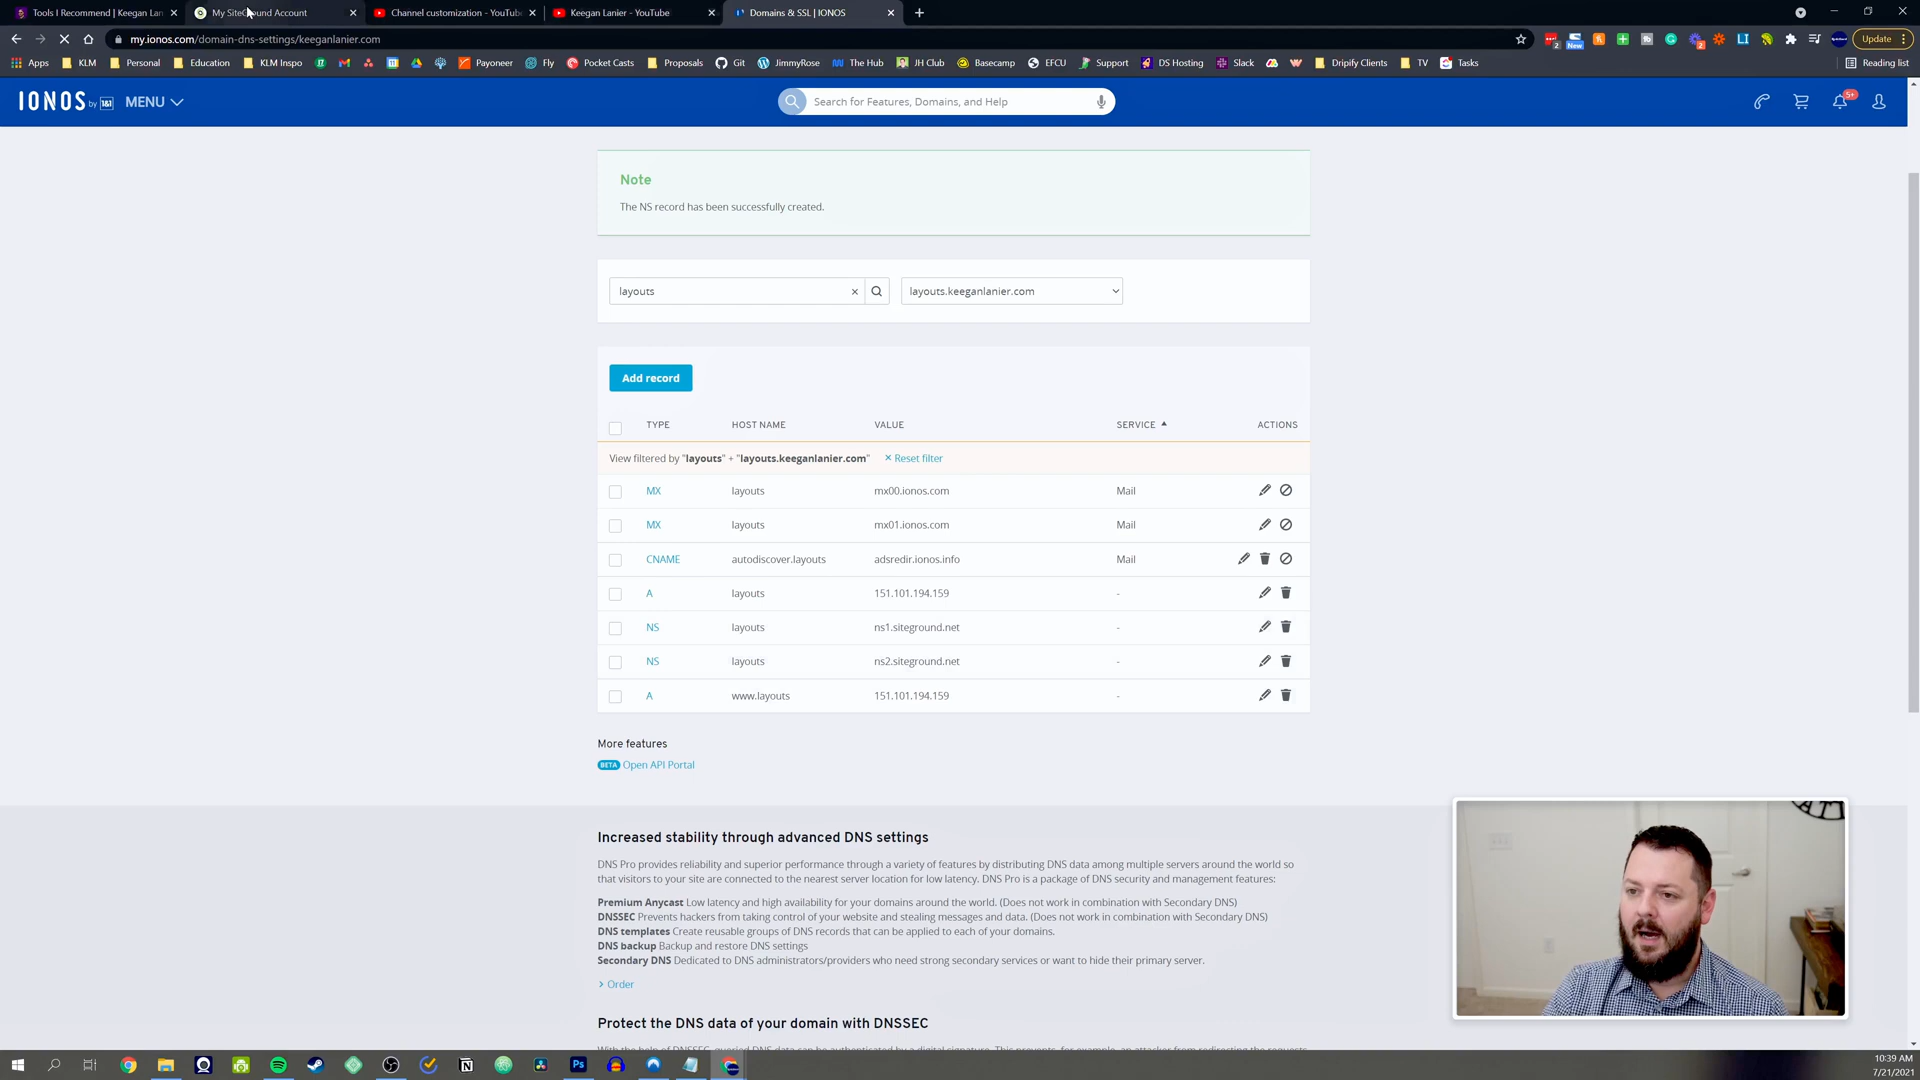 Tools I Recommend | Keegan Lan
My SiteGround Account
Channel customization - YouTube
Keegan Lanier - YouTube
Domains & SSL | IONOS
my.ionos.com/domain-dns-settings/keeganlanier.com
Update
Apps
KLM
Personal
Education
KLM Inspo
Payoneer
Fly
Pocket Casts
Proposals
Git
JimmyRose
The Hub
JH Club
Basecamp
EFCU
Support
DS Hosting
Slack
Dripify Clients
TV
Tasks
Reading list
IONOS by 1&1
MENU
Search for Features, Domains, and Help
5+
Note
The NS record has been successfully created.
layouts
layouts.keeganlanier.com
Add record
TYPE HOST NAME VALUE SERVICE ACTIONS
View filtered by "layouts" + "layouts.keeganlanier.com" × Reset filter
MX layouts mx00.ionos.com Mail
MX layouts mx01.ionos.com Mail
CNAME autodiscover.layouts adsredir.ionos.info Mail
A layouts 151.101.194.159 -
NS layouts ns1.siteground.net -
NS layouts ns2.siteground.net -
A www.layouts 151.101.194.159 -
More features
BETA Open API Portal
Increased stability through advanced DNS settings
DNS Pro provides reliability and superior performance through a variety of features by distributing DNS data among multiple servers around the world so
that visitors to your site are connected to the nearest server location for low latency. DNS Pro is a package of DNS security and management features:
Premium Anycast Low latency and high availability for your domains around the world. (Does not work in combination with Secondary DNS)
DNSSEC Prevents hackers from taking control of your website and stealing messages and data. (Does not work in combination with Secondary DNS)
DNS templates Create reusable groups of DNS records that can be applied to each of your domains.
DNS backup Backup and restore DNS settings
Secondary DNS Dedicated to DNS administrators/providers who need strong secondary services or want to hide their primary server.
> Order
Protect the DNS data of your domain with DNSSEC
10:39 AM
7/21/2021